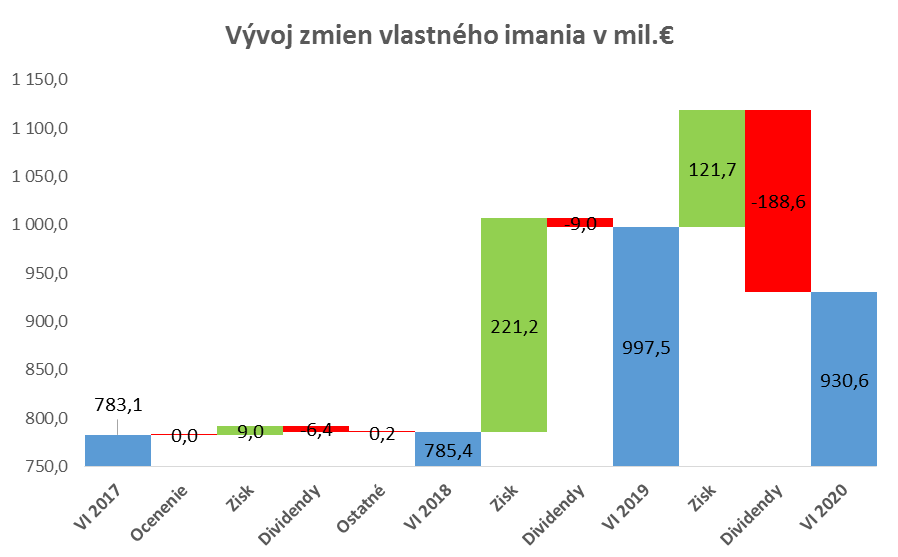 Vývoj zmien vlastného imania v mil.€
1 150,0
1 100,0
1 050,0
1 000,0
950,0
900,0
850,0
800,0
750,0
783,1
0,0
9,0
-6,4
0,2
785,4
221,2
-9,0
997,5
121,7
-188,6
930,6
VI 2017
Ocenenie
Zisk
Dividendy
Ostatné
VI 2018
Zisk
Dividendy
VI 2019
Zisk
Dividendy
VI 2020